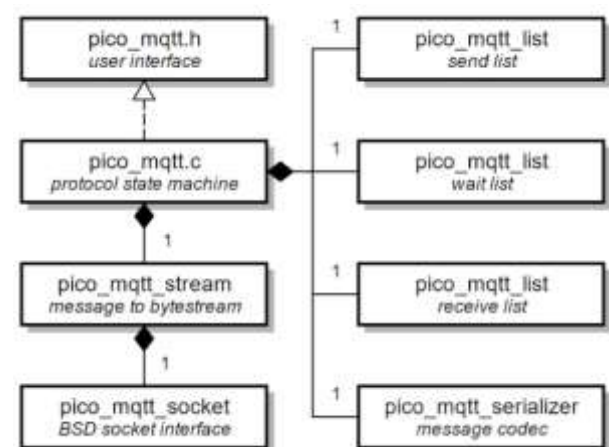 pico_mqtt.h
user interface
pico_mqtt.c
protocol state machine
1
pico_mqtt_stream
message to bytestream
1
pico_mqtt_socket
BSD socket interface
1
pico_mqtt_list
send list
1
pico_mqtt_list
wait list
1
pico_mqtt_list
receive list
1
pico_mqtt_serializer
message codec